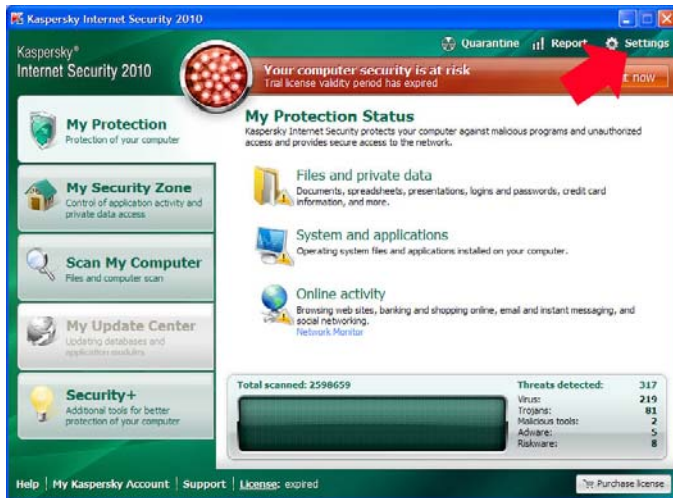 Kaspersky Internet Security 2010
Kaspersky
Internet Security 2010
Quarantine
Report
Settings
Your computer security is at risk
Trial license validity period has expired
now
My Protection
Protection of your computer
My Security Zone
Control of application activity and
private data access
Scan My Computer
Files and computer scan
My Update Center
Updating databases and
application modules
Security+
Additional tools for better
protection of your computer
My Protection Status
Kaspersky Internet Security protects your computer against malicious programs and unauthorized
access and provides secure access to the network.
Files and private data
Documents, spreadsheets, presentations, logins and passwords, credit card
information, and more.
System and applications
Operating system files and applications installed on your computer.
Online activity
Browsing web sites, banking and shopping online, email and instant messaging, and
social networking.
Network Monitor
Total scanned: 2598659
Threats detected: 317
Virus: 219
Trojans: 81
Malicious tools: 2
Adware: 5
Riskware: 8
Help | My Kaspersky Account | Support | License: expired
Purchase license